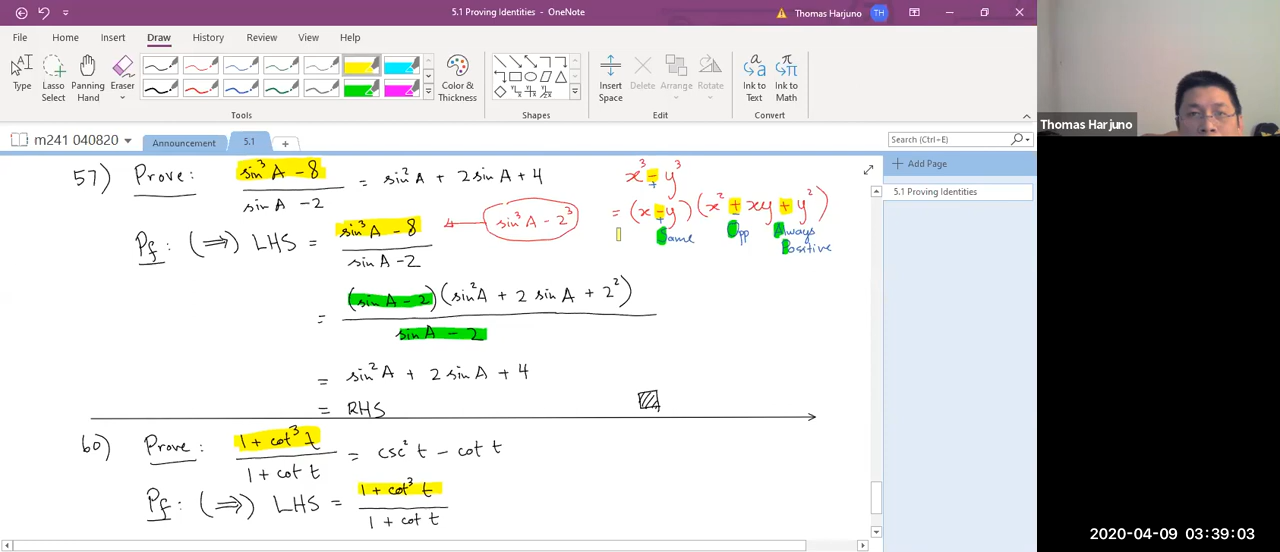 5.1 Proving Identities - OneNote
Thomas Harjuno TH
File Home Insert Draw History Review View Help
Type Lasso Select Panning Hand Eraser
Color & Thickness
Insert Space Delete Arrange Rotate
Ink to Text Ink to Math
Tools Shapes Edit Convert
m241 040820 Announcement 5.1
Search (Ctrl+E)
Add Page
5.1 Proving Identities
Thomas Harjuno
57) Prove: (sin³A - 8)/(sin A - 2) = sin²A + 2 sin A + 4
x³ ∓ y³
= (x ∓ y)(x² ± xy + y²)
Same Opp Always Positive
Pf: (⟹) LHS = (sin³A - 8)/(sin A - 2)
sin³A - 2³
= (sin A - 2)(sin²A + 2 sin A + 2²)/(sin A - 2)
= sin²A + 2 sin A + 4
= RHS
60) Prove: (1 + cot³ t)/(1 + cot t) = csc² t - cot t
Pf: (⟹) LHS = (1 + cot³ t)/(1 + cot t)
2020-04-09 03:39:03